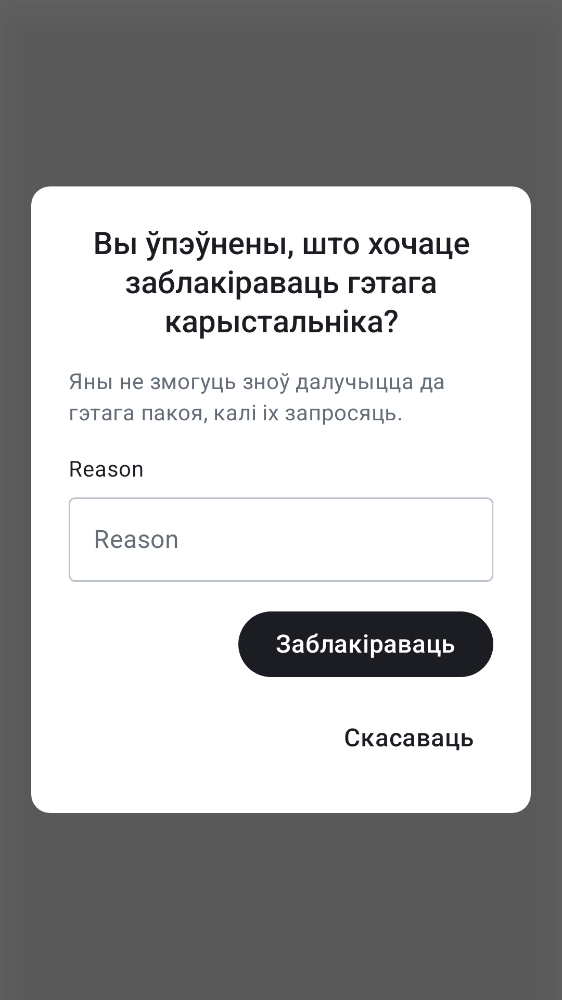 Вы ўпэўнены, што хочаце
заблакіраваць гэтага
карыстальніка?
Яны не змогуць зноў далучыцца да
гэтага пакоя, калі іх запросяць.
Reason
Reason
Заблакіраваць
Скасаваць